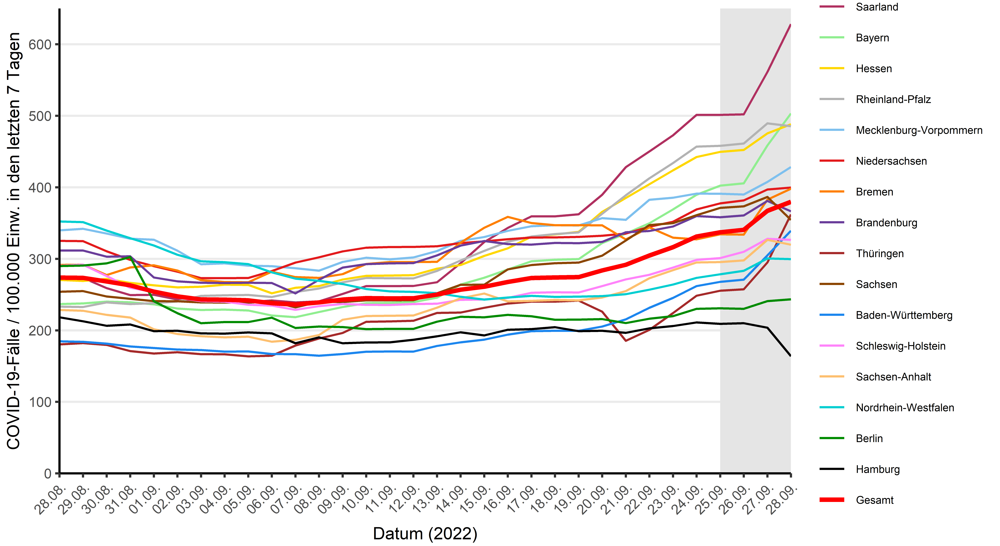 COVID-19-Fälle / 100.000 Einw. in den letzten 7 Tagen
600
500
400
300
200
100
0
28.08.
29.08.
30.08.
31.08.
01.09.
02.09.
03.09.
04.09.
05.09.
06.09.
07.09.
08.09.
09.09.
10.09.
11.09.
12.09.
13.09.
14.09.
15.09.
16.09.
17.09.
18.09.
19.09.
20.09.
21.09.
22.09.
23.09.
24.09.
25.09.
26.09.
27.09.
28.09.
Datum (2022)
Saarland
Bayern
Hessen
Rheinland-Pfalz
Mecklenburg-Vorpommern
Niedersachsen
Bremen
Brandenburg
Thüringen
Sachsen
Baden-Württemberg
Schleswig-Holstein
Sachsen-Anhalt
Nordrhein-Westfalen
Berlin
Hamburg
Gesamt